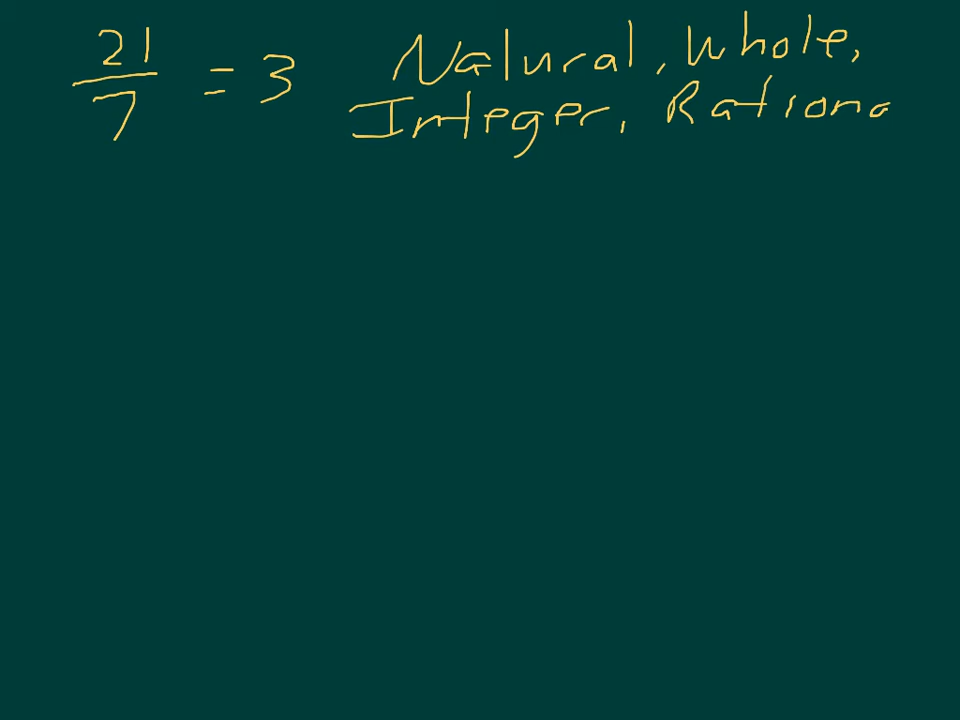 21/7 = 3 Natural, Whole,
Integer, Rationa